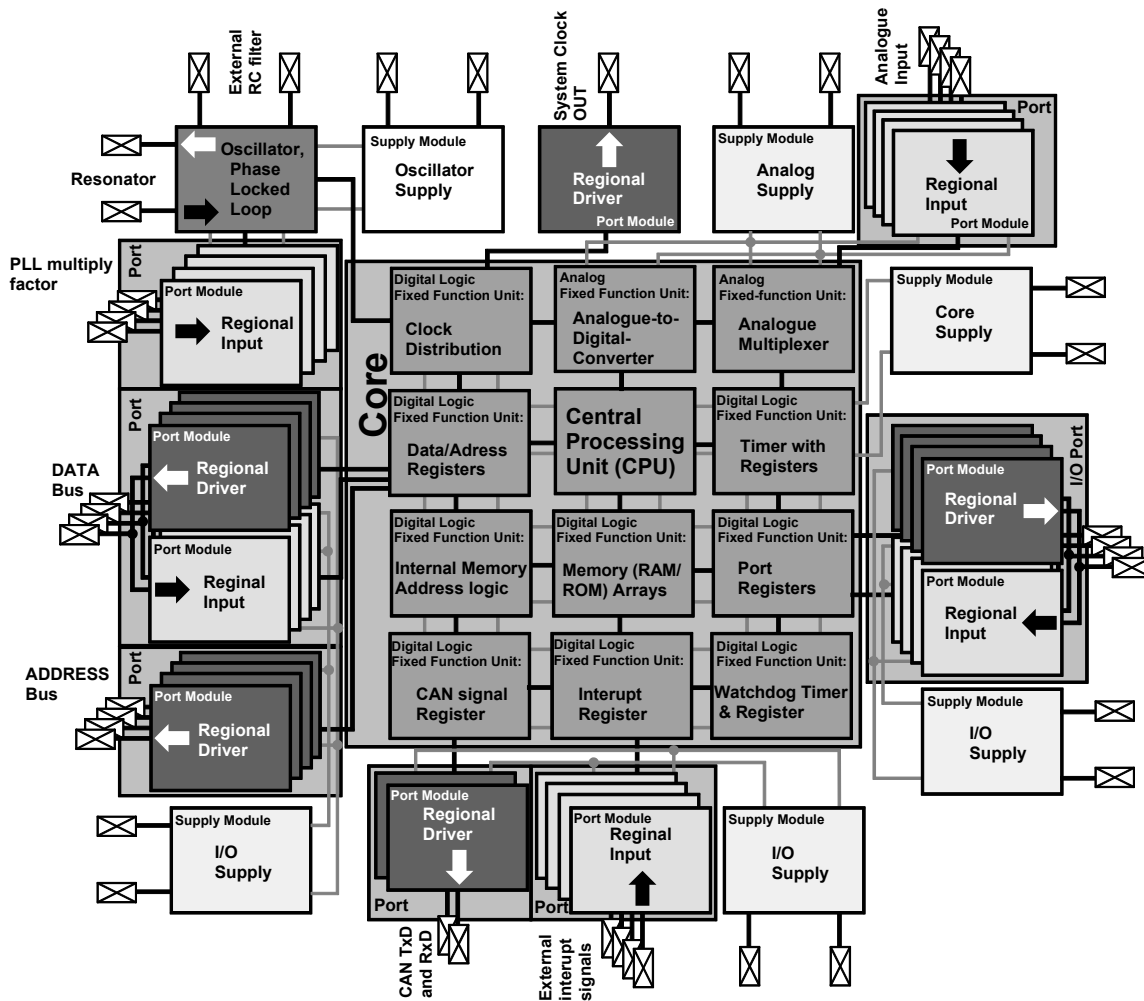 External
RC filter
System Clock
OUT
Analogue
Input
Port
Supply Module
Oscillator
Supply
Oscillator,
Phase
Locked
Loop
Resonator
Regional
Driver
Port Module
Supply Module
Analog
Supply
Regional
Input
Port Module
PLL multiply
factor
Port
Port Module
Regional
Input
Core
Digital Logic
Fixed Function Unit:
Clock
Distribution
Analog
Fixed Function Unit:
Analogue-to-
Digital-
Converter
Analog
Fixed-function Unit:
Analogue
Multiplexer
Supply Module
Core
Supply
DATA
Bus
Port
Port Module
Regional
Driver
Port Module
Reginal
Input
Digital Logic
Fixed Function Unit:
Data/Adress
Registers
Central
Processing
Unit (CPU)
Digital Logic
Fixed Function Unit:
Timer with
Registers
I/O Port
Port Module
Regional
Driver
Port Module
Regional
Input
Digital Logic
Fixed Function Unit:
Internal Memory
Address logic
Digital Logic
Fixed Function Unit:
Memory (RAM/
ROM) Arrays
Digital Logic
Fixed Function Unit:
Port
Registers
ADDRESS
Bus
Port
Port Module
Regional
Driver
Digital Logic
Fixed Function Unit:
CAN signal
Register
Digital Logic
Fixed Function Unit:
Interupt
Register
Digital Logic
Fixed Function Unit:
Watchdog Timer
& Register
Supply Module
I/O
Supply
Supply Module
I/O
Supply
Port Module
Regional
Driver
Port
Port Module
Reginal
Input
Port
Supply Module
I/O
Supply
CAN TxD
and RxD
External
interupt
signals